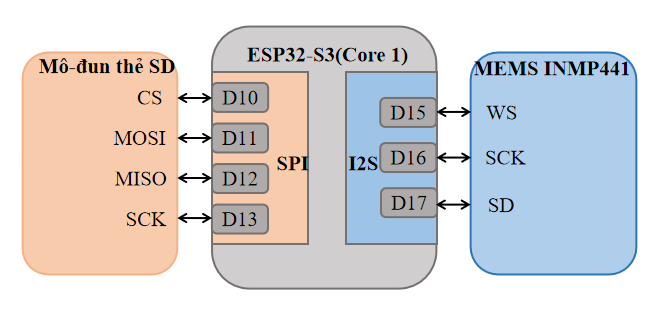 Mô-đun thẻ SD
CS
MOSI
MISO
SCK
ESP32-S3(Core 1)
D10
D11
D12
D13
SPI
I2S
D15
D16
D17
MEMS INMP441
WS
SCK
SD